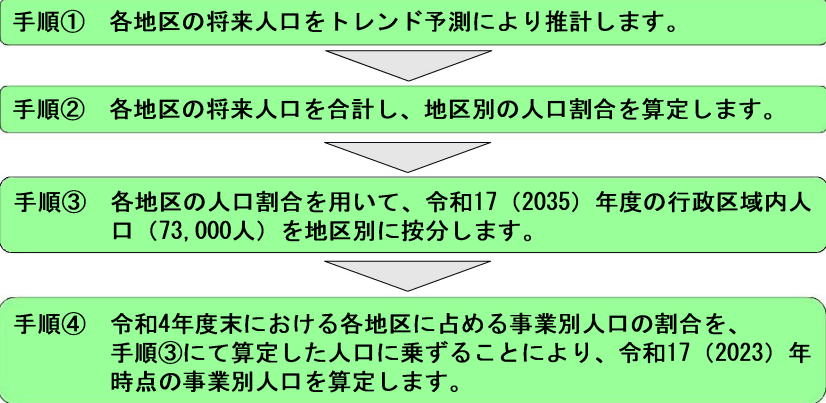 手順① 各地区の将来人口をトレンド予測により推計します。
手順② 各地区の将来人口を合計し、地区別の人口割合を算定します。
手順③ 各地区の人口割合を用いて、令和17（2035）年度の行政区域内人
口（73,000人）を地区別に按分します。
手順④ 令和4年度末における各地区に占める事業別人口の割合を、
手順③にて算定した人口に乗ずることにより、令和17（2023）年
時点の事業別人口を算定します。